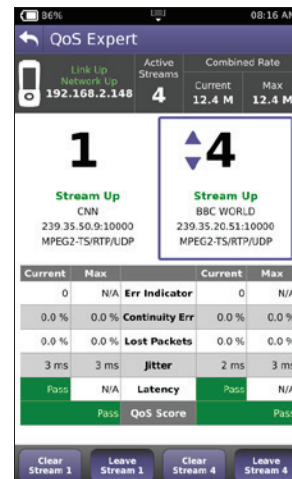 86% 08:16 AM
QoS Expert
Link Up
Network Up
192.168.2.148
Active
Streams
4
Combined Rate
Current Max
12.4 M 12.4 M
1
Stream Up
CNN
239.35.50.9:10000
MPEG2-TS/RTP/UDP
4
Stream Up
BBC WORLD
239.35.20.51:10000
MPEG2-TS/RTP/UDP
Current Max Current Max
0 N/A Err Indicator 0 N/A
0.0 % 0.0 % Continuity Err 0.0 % 0.0 %
0.0 % 0.0 % Lost Packets 0.0 % 0.0 %
3 ms 3 ms Jitter 2 ms 3 ms
Pass N/A Latency Pass N/A
Pass QoS Score Pass
Clear
Stream 1
Leave
Stream 1
Clear
Stream 4
Leave
Stream 4